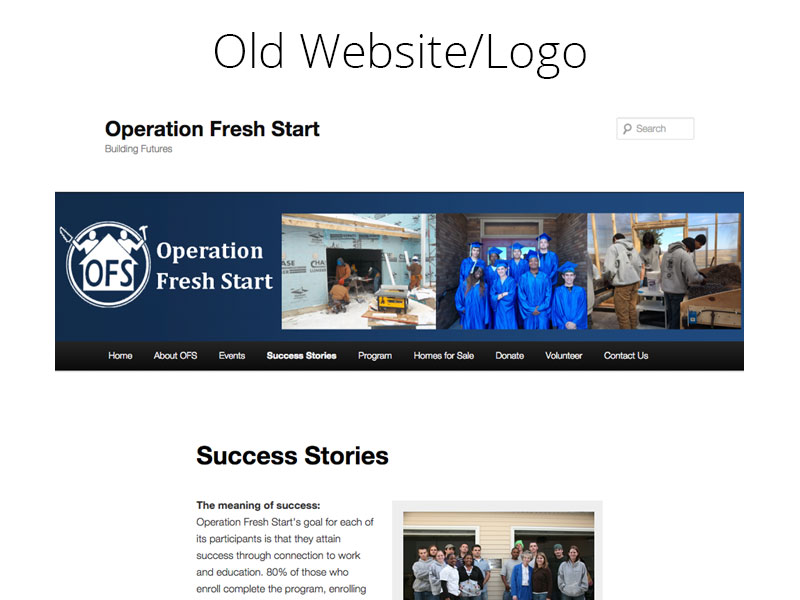 Old Website/Logo
Operation Fresh Start
Building Futures
Search
OFS
Operation
Fresh Start
CHASE
Home About OFS Events Success Stories Program Homes for Sale Donate Volunteer Contact Us
Success Stories
The meaning of success:
Operation Fresh Start's goal for each of
its participants is that they attain
success through connection to work
and education. 80% of those who
enroll complete the program, enrolling